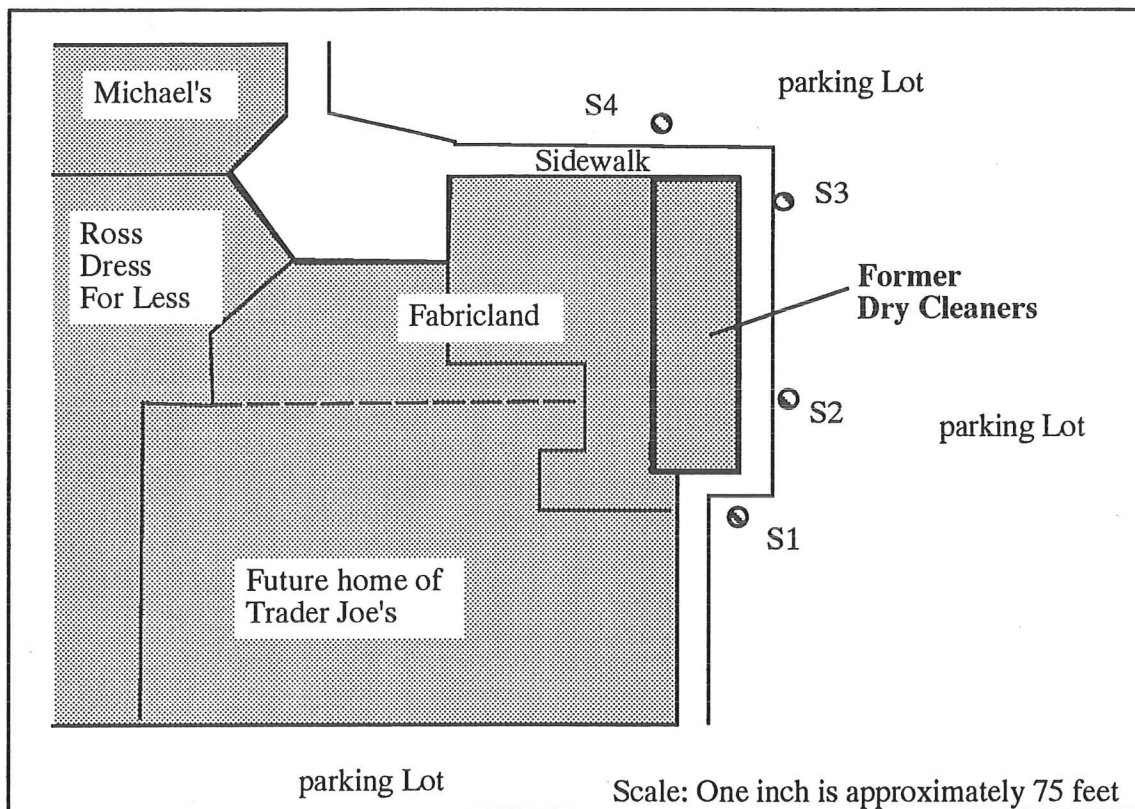 Michael's
parking Lot
S4
Sidewalk
S3
Ross
Dress
For Less
Former
Dry Cleaners
Fabricland
S2
parking Lot
S1
Future home of
Trader Joe's
parking Lot
Scale: One inch is approximately 75 feet